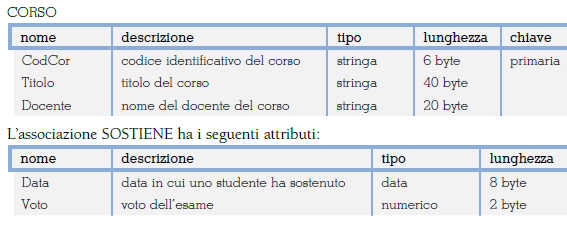 CORSO
nome descrizione tipo lunghezza chiave
CodCor codice identificativo del corso stringa 6 byte primaria
Titolo titolo del corso stringa 40 byte
Docente nome del docente del corso stringa 20 byte
L'associazione SOSTIENE ha i seguenti attributi:
nome descrizione tipo lunghezza
Data data in cui uno studente ha sostenuto data 8 byte
Voto voto dell'esame numerico 2 byte